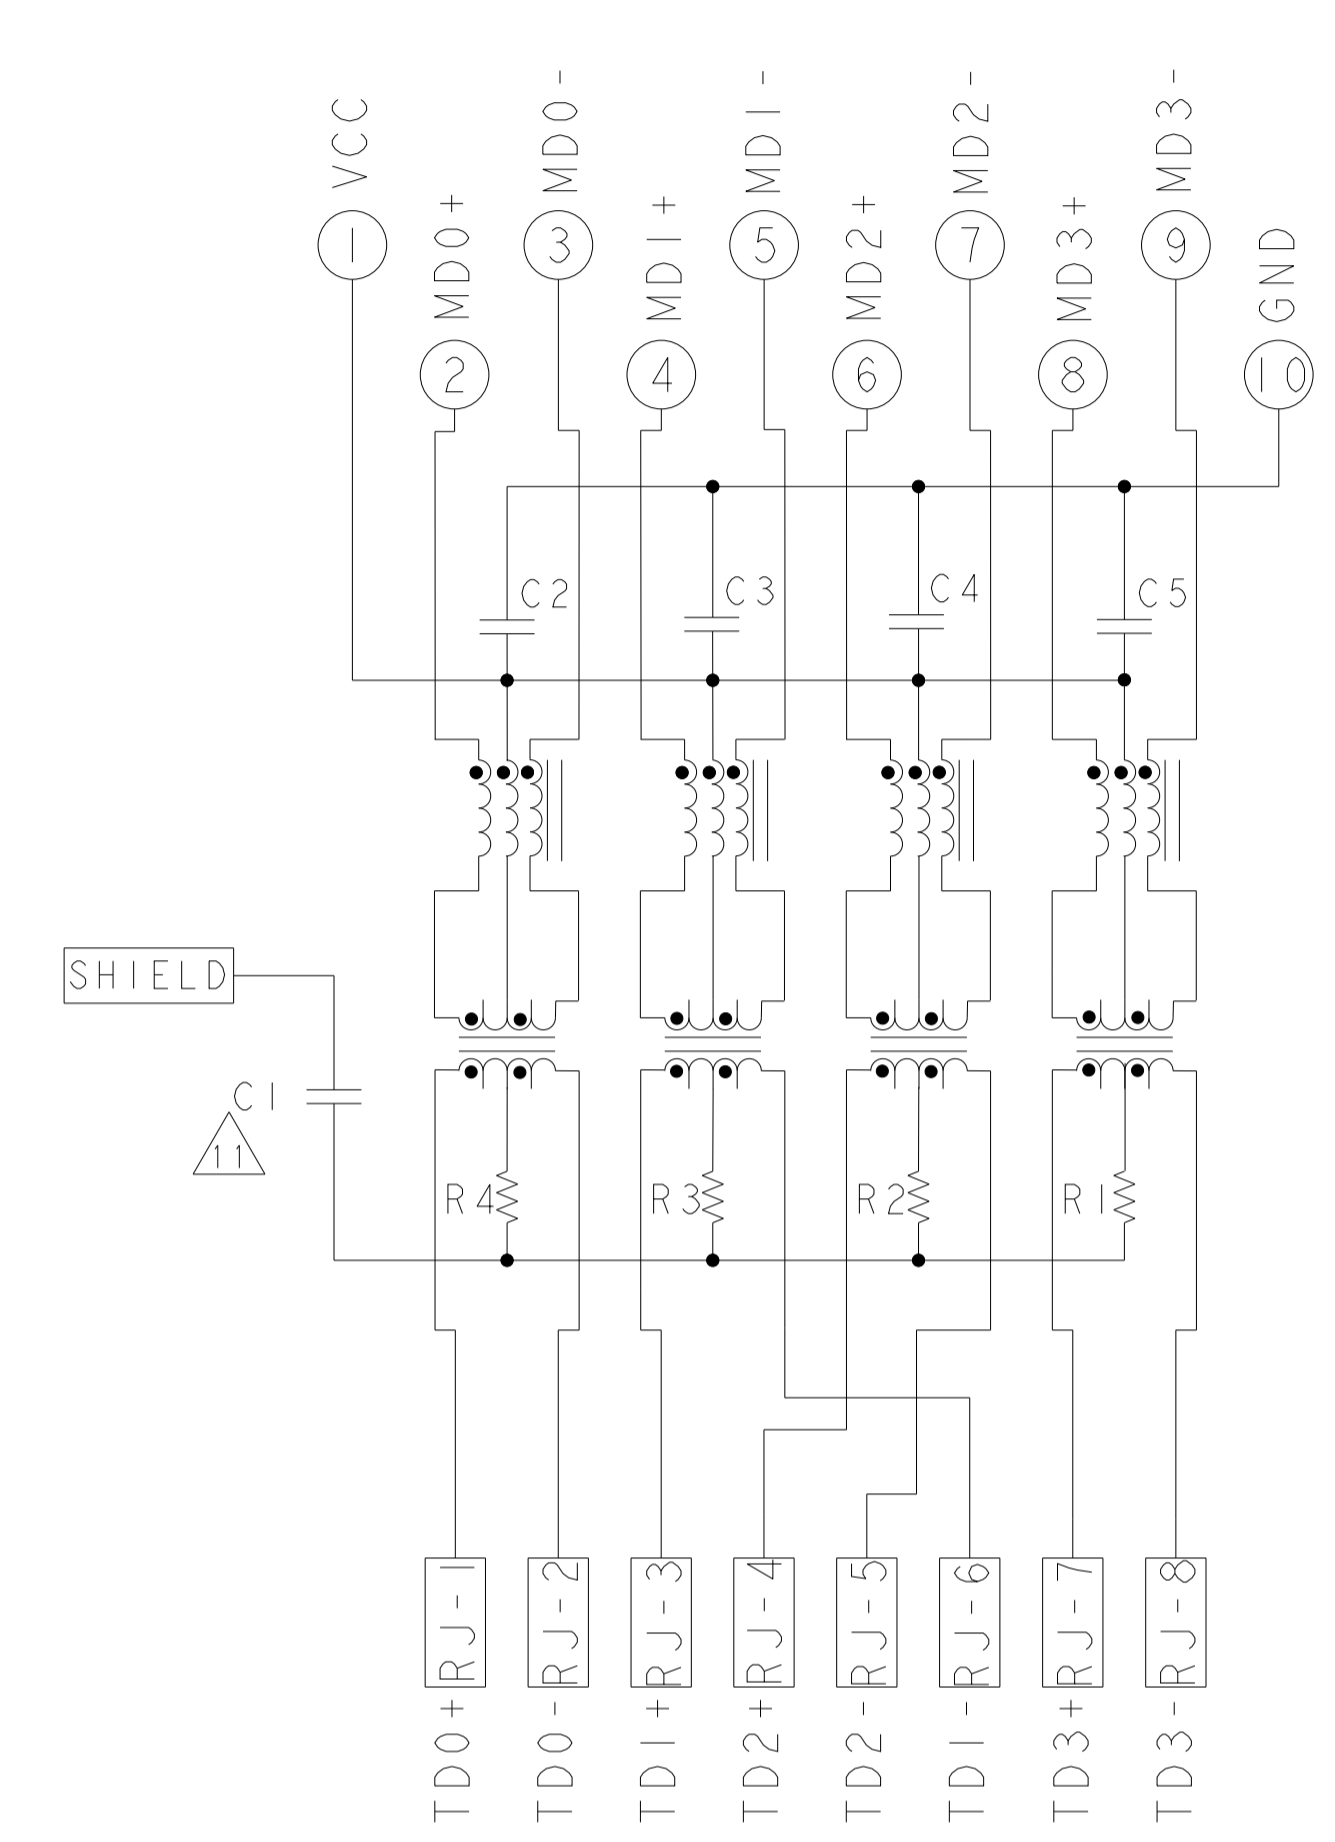 VCC
MD0+
MD0-
MD1+
MD1-
MD2+
MD2-
MD3+
MD3-
GND
1
3
5
7
9
2
4
6
8
10
C2
C3
C4
C5
SHIELD
C1
11
R4
R3
R2
R1
RJ-1
RJ-2
RJ-3
RJ-4
RJ-5
RJ-6
RJ-7
RJ-8
TD0+
TD0-
TD1+
TD2+
TD2-
TD1-
TD3+
TD3-